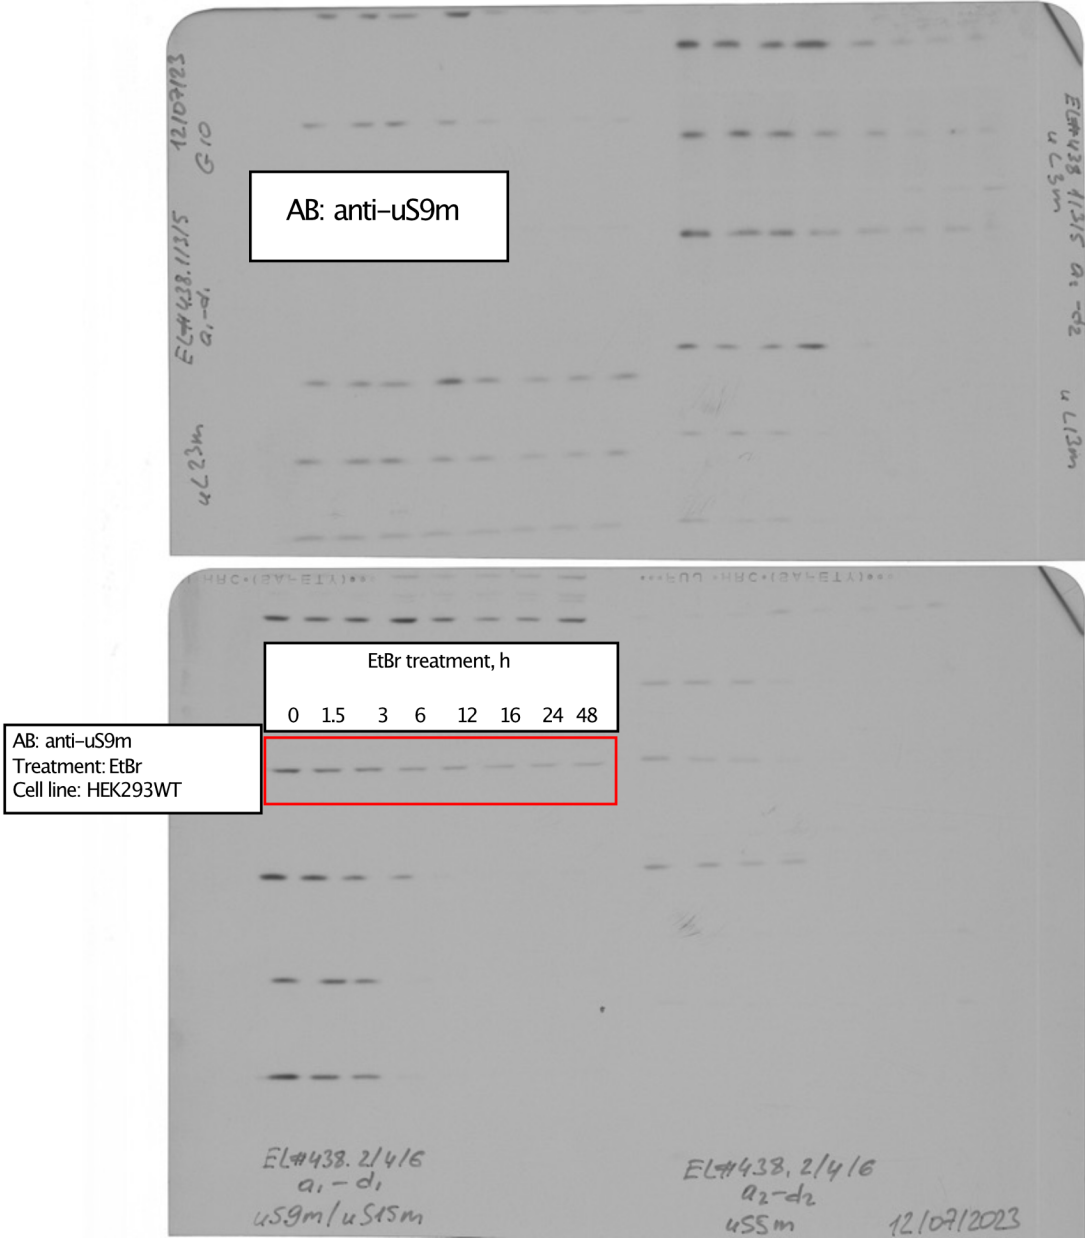 12/07/23
G10
EL#438.1/3/5
a₁-d₁
uL23m
EL#438 1/3/5 a₂-d₂
uL3m
uL13m
AB: anti-uS9m
EtBr treatment, h
0 1.5 3 6 12 16 24 48
AB: anti-uS9m
Treatment: EtBr
Cell line: HEK293WT
EL#438. 2/4/6
a₁-d₁
uS9m/uS15m
EL#438. 2/4/6
a₂-d₂
uS5m
12/07/2023